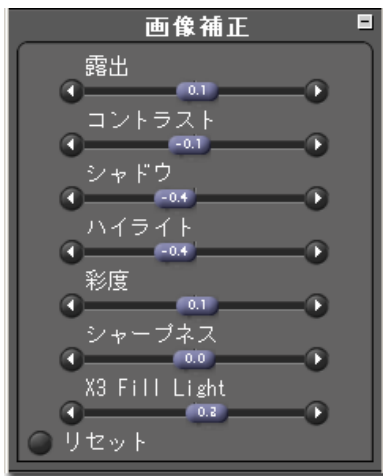 画像補正
露出
0.1
コントラスト
-0.1
シャドウ
-0.4
ハイライト
-0.4
彩度
0.1
シャープネス
0.0
X3 Fill Light
0.2
リセット